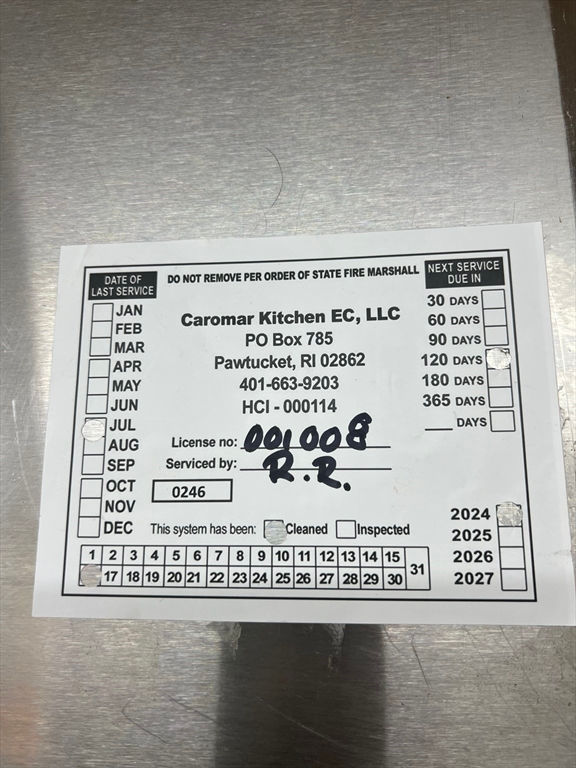 DATE OF
LAST SERVICE
JAN
FEB
MAR
APR
MAY
JUN
JUL
AUG
SEP
OCT
NOV
DEC
DO NOT REMOVE PER ORDER OF STATE FIRE MARSHALL
Caromar Kitchen EC, LLC
PO Box 785
Pawtucket, RI 02862
401-663-9203
HCI - 000114
License no: 001008
Serviced by: R.R.
0246
This system has been: Cleaned Inspected
NEXT SERVICE
DUE IN
30 DAYS
60 DAYS
90 DAYS
120 DAYS
180 DAYS
365 DAYS
___ DAYS
2024
2025
2026
2027
1 2 3 4 5 6 7 8 9 10 11 12 13 14 15
17 18 19 20 21 22 23 24 25 26 27 28 29 30 31